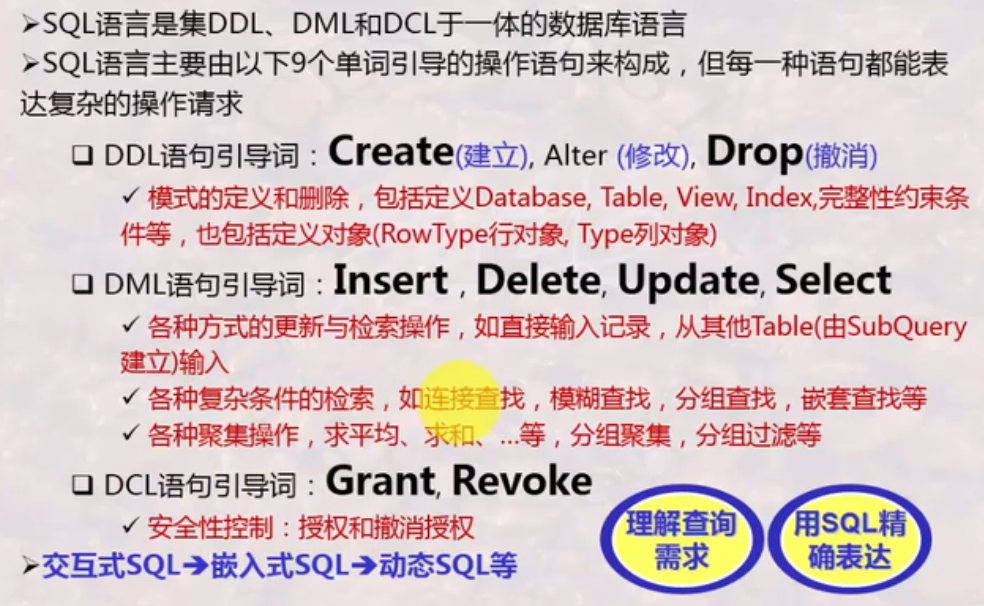 ➢SQL语言是集DDL、DML和DCL于一体的数据库语言
➢SQL语言主要由以下9个单词引导的操作语句来构成，但每一种语句都能表
达复杂的操作请求
❑ DDL语句引导词：Create(建立), Alter (修改), Drop(撤消)
✓ 模式的定义和删除，包括定义Database, Table, View, Index,完整性约束条
件等，也包括定义对象(RowType行对象, Type列对象)
❑ DML语句引导词：Insert , Delete, Update, Select
✓ 各种方式的更新与检索操作，如直接输入记录，从其他Table(由SubQuery
建立)输入
✓ 各种复杂条件的检索，如连接查找，模糊查找，分组查找，嵌套查找等
✓ 各种聚集操作，求平均、求和、...等，分组聚集，分组过滤等
❑ DCL语句引导词：Grant, Revoke
✓ 安全性控制：授权和撤消授权
➢交互式SQL➔嵌入式SQL➔动态SQL等
理解查询
需求
用SQL精
确表达